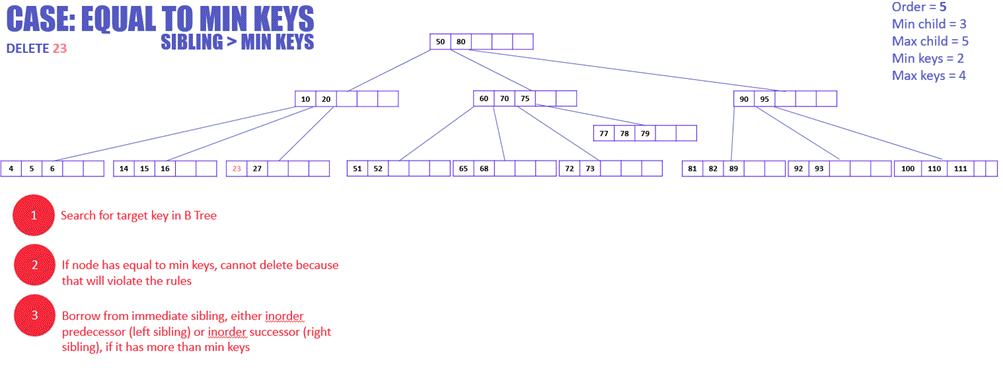 CASE: EQUAL TO MIN KEYS
SIBLING > MIN KEYS
DELETE 23
Order = 5
Min child = 3
Max child = 5
Min keys = 2
Max keys = 4
50 80
10 20
60 70 75
90 95
77 78 79
4 5 6
14 15 16
23 27
51 52
65 68
72 73
81 82 89
92 93
100 110 111
1 Search for target key in B Tree
2 If node has equal to min keys, cannot delete because
that will violate the rules
3 Borrow from immediate sibling, either inorder
predecessor (left sibling) or inorder successor (right
sibling), if it has more than min keys